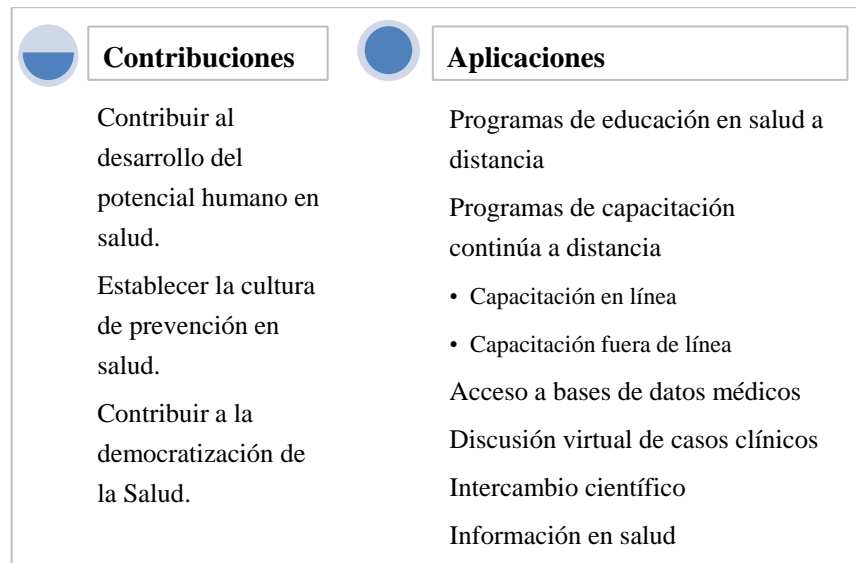 Contribuciones
Contribuir al
desarrollo del
potencial humano en
salud.
Establecer la cultura
de prevención en
salud.
Contribuir a la
democratización de
la Salud.
Aplicaciones
Programas de educación en salud a
distancia
Programas de capacitación
continúa a distancia
• Capacitación en línea
• Capacitación fuera de línea
Acceso a bases de datos médicos
Discusión virtual de casos clínicos
Intercambio científico
Información en salud